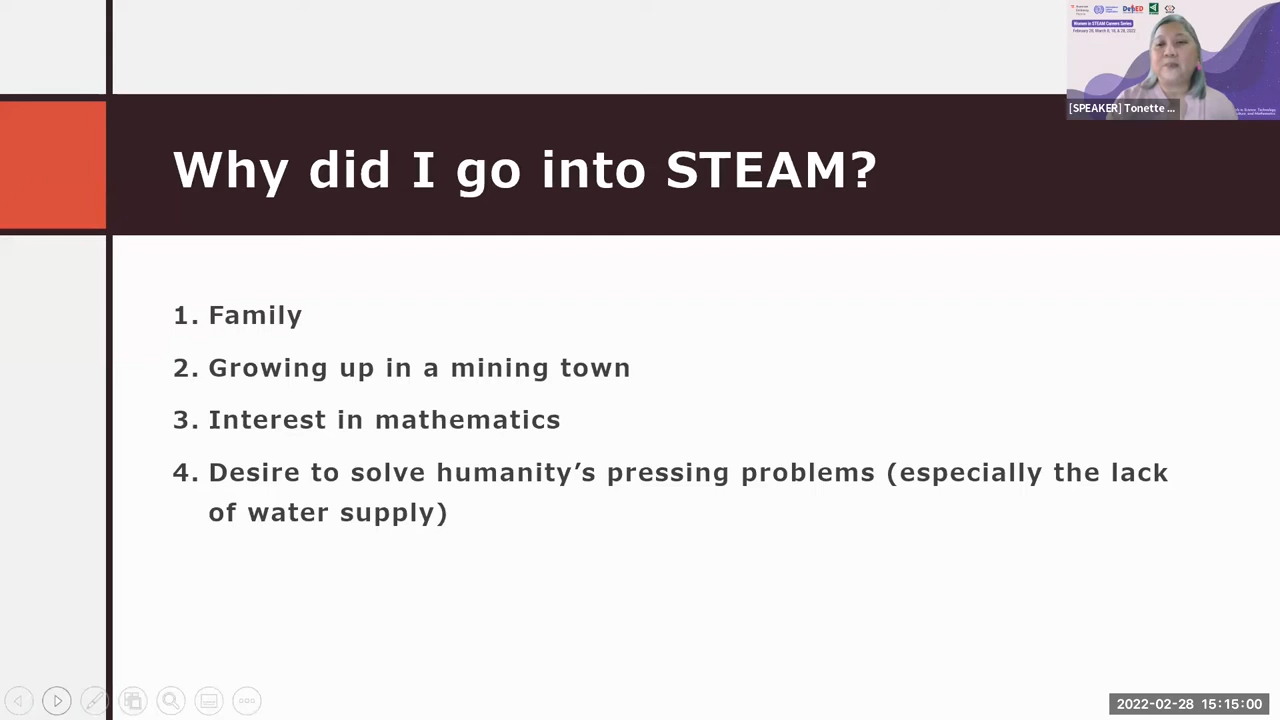 DepED
Women in STEAM Careers Series
[SPEAKER] Tonette ...
Why did I go into STEAM?
1. Family
2. Growing up in a mining town
3. Interest in mathematics
4. Desire to solve humanity’s pressing problems (especially the lack
of water supply)
2022-02-28 15:15:00